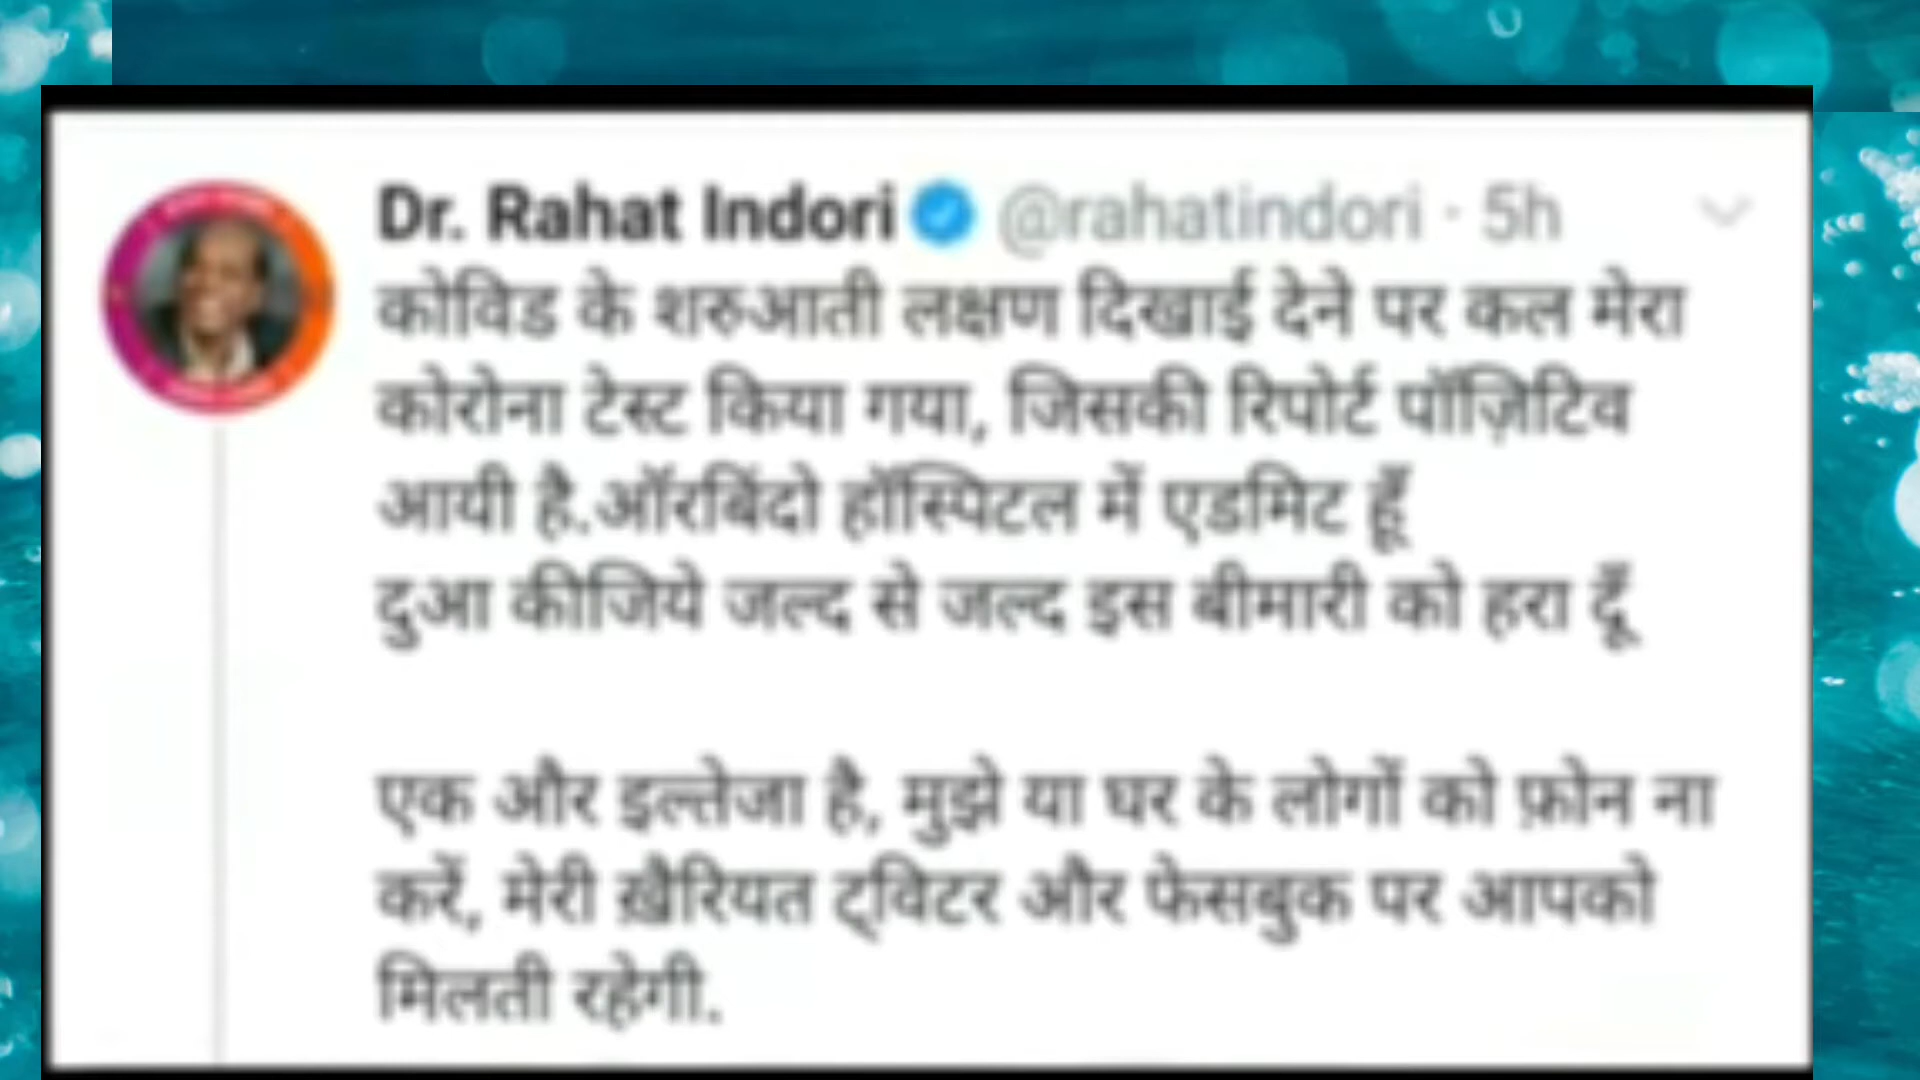 Dr. Rahat Indori @rahatindori · 5h
कोविड के शरुआती लक्षण दिखाई देने पर कल मेरा
कोरोना टेस्ट किया गया, जिसकी रिपोर्ट पॉज़िटिव
आयी है.ऑरबिंदो हॉस्पिटल में एडमिट हूँ
दुआ कीजिये जल्द से जल्द इस बीमारी को हरा दूँ
एक और इल्तेजा है, मुझे या घर के लोगों को फ़ोन ना
करें, मेरी ख़ैरियत ट्विटर और फेसबुक पर आपको
मिलती रहेगी.